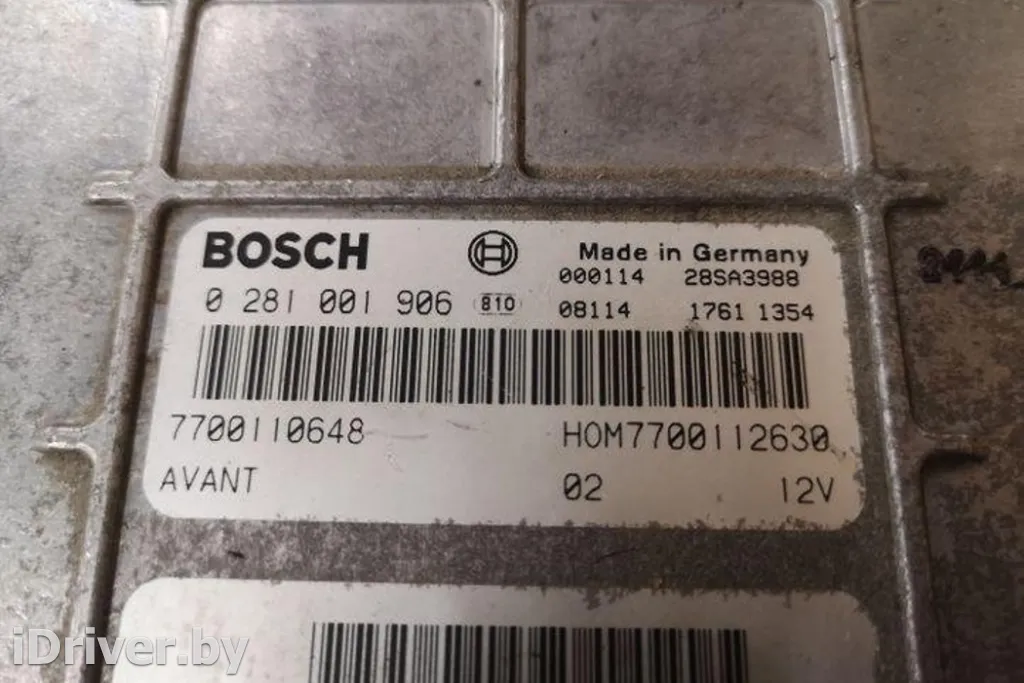 BOSCH
Made in Germany
000114 28SA3988
0 281 001 906 810
08114 1761 1354
7700110648 HOM7700112630
AVANT 02 12V
iDriver.by